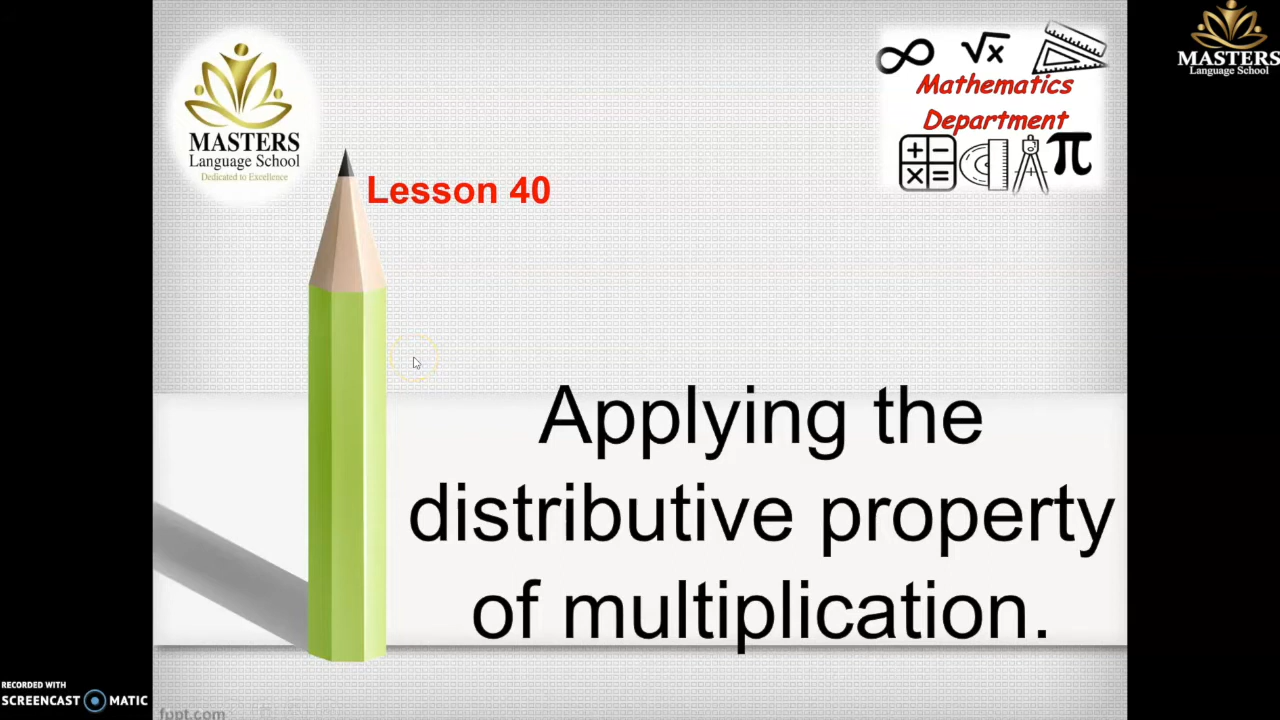 MASTERS
Language School
Dedicated to Excellence
√x
Mathematics
Department
π
MASTERS
Language School
Lesson 40
Applying the
distributive property
of multiplication.
RECORDED WITH
SCREENCAST MATIC
fppt.com